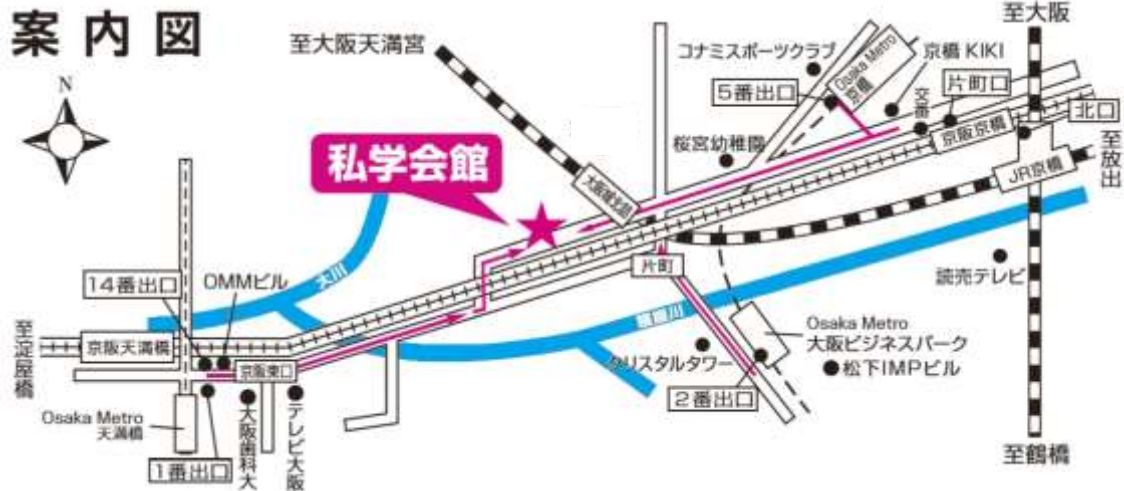 案内図
N
至大阪天満宮
私学会館
大阪城北詰
コナミスポーツクラブ
5番出口
Osaka Metro
京橋
京橋 KIKI
交番
片町口
至大阪
北口
京阪京橋
至放出
JR京橋
桜宮幼稚園
大川
片町
読売テレビ
Osaka Metro
大阪ビジネスパーク
クリスタルタワー
松下IMPビル
2番出口
至鶴橋
14番出口
OMMビル
至淀屋橋
京阪天満橋
京阪東口
Osaka Metro
天満橋
1番出口
大阪歯科大
テレビ大阪